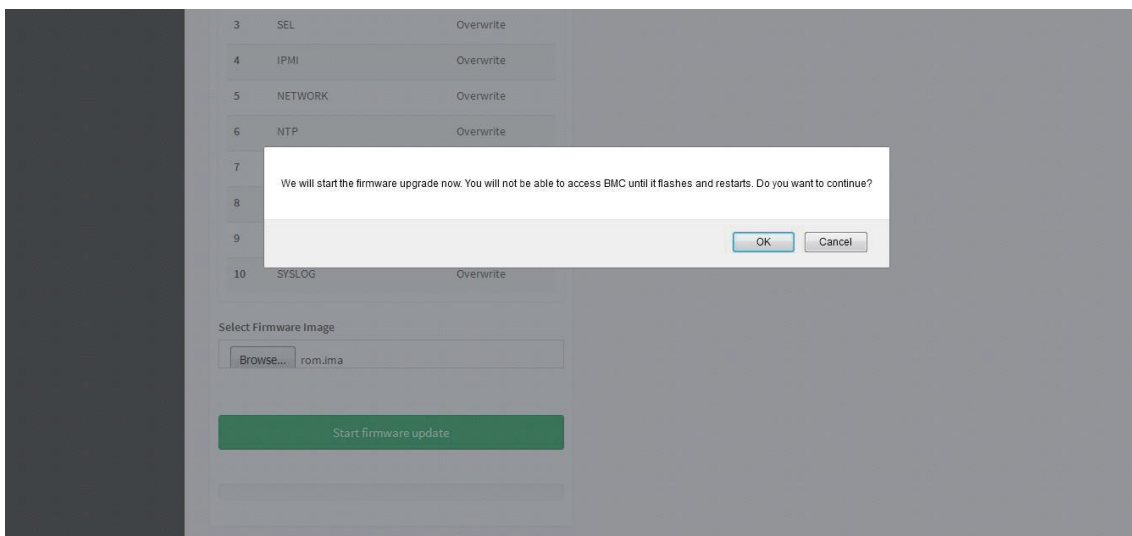 3 SEL Overwrite
4 IPMI Overwrite
5 NETWORK Overwrite
6 NTP Overwrite
7
We will start the firmware upgrade now. You will not be able to access BMC until it flashes and restarts. Do you want to continue?
8
9
OK Cancel
10 SYSLOG Overwrite
Select Firmware Image
Browse... rom.ima
Start firmware update